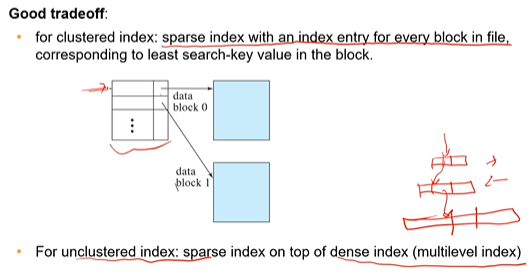 Good tradeoff:
• for clustered index: sparse index with an index entry for every block in file,
corresponding to least search-key value in the block.
data
block 0
⋮
data
block 1
• For unclustered index: sparse index on top of dense index (multilevel index)